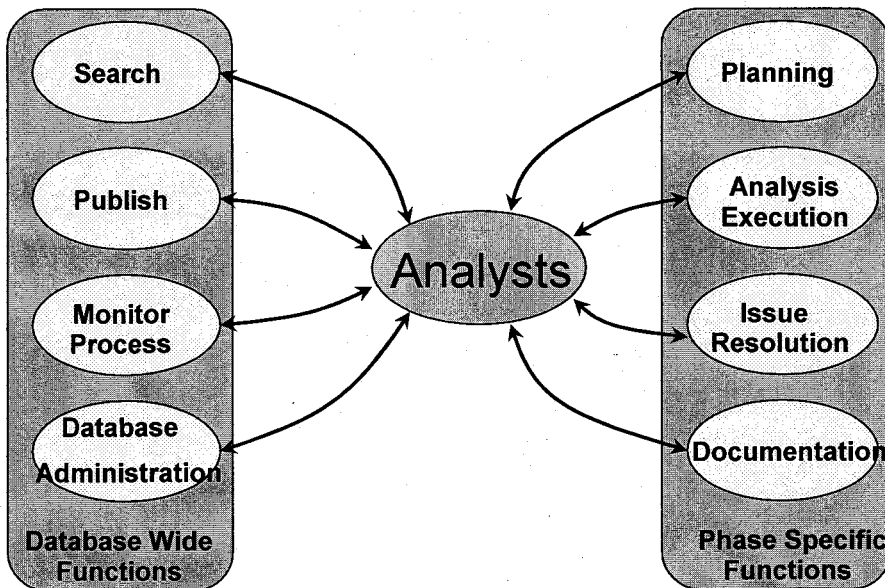 Search
Publish
Monitor
Process
Database
Administration
Database Wide
Functions
Analysts
Planning
Analysis
Execution
Issue
Resolution
Documentation
Phase Specific
Functions